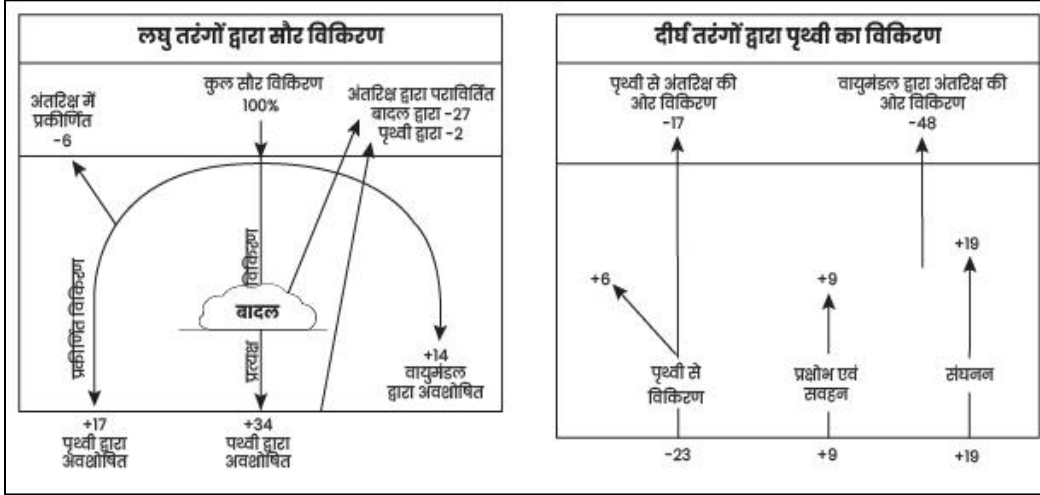 लघु तरंगों द्वारा सौर विकिरण
कुल सौर विकिरण
100%
अंतरिक्ष में
प्रकीर्णित
-6
अंतरिक्ष द्वारा परावर्तित
बादल द्वारा -27
पृथ्वी द्वारा -2
प्रकीर्णित विकिरण
विकिरण
बादल
प्रत्यक्ष
+14
वायुमंडल
द्वारा अवशोषित
+17
पृथ्वी द्वारा
अवशोषित
+34
पथ्वी द्वारा
अवशोषित
दीर्घ तरंगों द्वारा पृथ्वी का विकिरण
पृथ्वी से अंतरिक्ष की
ओर विकिरण
-17
वायुमंडल द्वारा अंतरिक्ष की
ओर विकिरण
-48
+6
+9
+19
पृथ्वी से
विकिरण
प्रक्षोभ एवं
सवहन
संघनन
-23
+9
+19